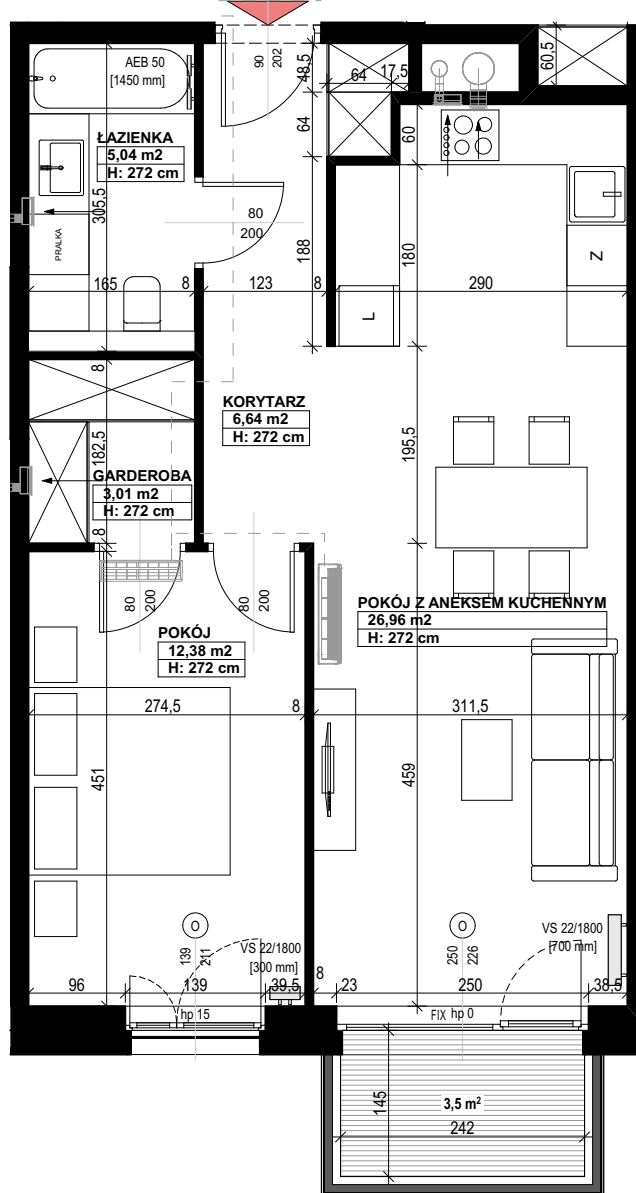 AEB 50
[1450 mm]
90
202
48,5
64
17,5
60,5
64
60
ŁAZIENKA
5,04 m2
H: 272 cm
305,5
PRALKA
80
200
188
180
Z
165
8
123
8
290
L
8
KORYTARZ
6,64 m2
H: 272 cm
182,5
195,5
GARDEROBA
3,01 m2
H: 272 cm
8
80
200
80
200
POKÓJ Z ANEKSEM KUCHENNYM
26,96 m2
H: 272 cm
POKÓJ
12,38 m2
H: 272 cm
274,5
8
311,5
451
459
O
O
139
211
VS 22/1800
[300 mm]
250
226
VS 22/1800
[700 mm]
8
96
139
39,5
23
250
38,5
hp 15
FIX
hp 0
145
3,5 m²
242